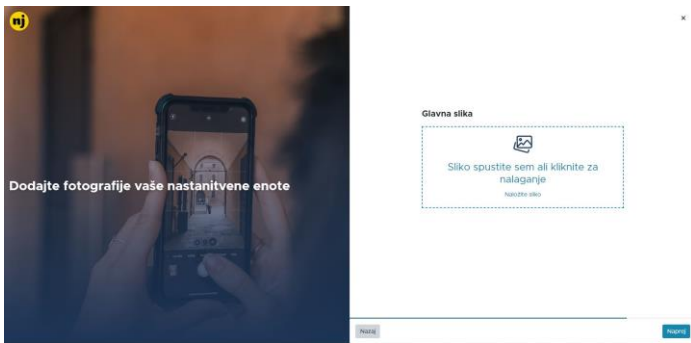 nj
Dodajte fotografije vaše nastanitvene enote
×
Glavna slika
Sliko spustite sem ali kliknite za
nalaganje
Naložite sliko
Nazaj
Naprej